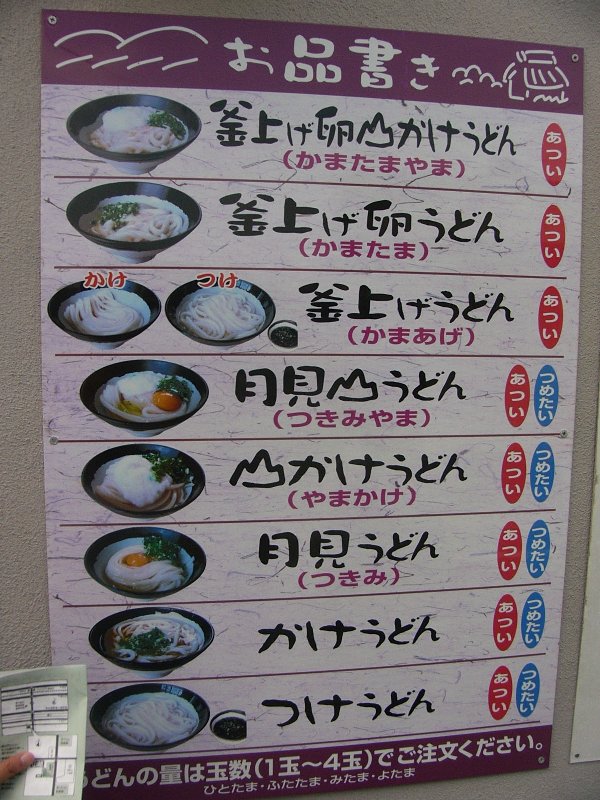 お品書き
釜上げ卵山かけうどん
(かまたまやま)
あつい
釜上げ卵うどん
(かまたま)
あつい
かけ つけ
釜上げうどん
(かまあげ)
あつい
月見山うどん
(つきみやま)
あつい つめたい
山かけうどん
(やまかけ)
あつい つめたい
月見うどん
(つきみ)
あつい つめたい
かけうどん
あつい つめたい
つけうどん
あつい つめたい
うどんの量は玉数(1玉〜4玉)でご注文ください。
ひとたま・ふたたま・みたま・よたま